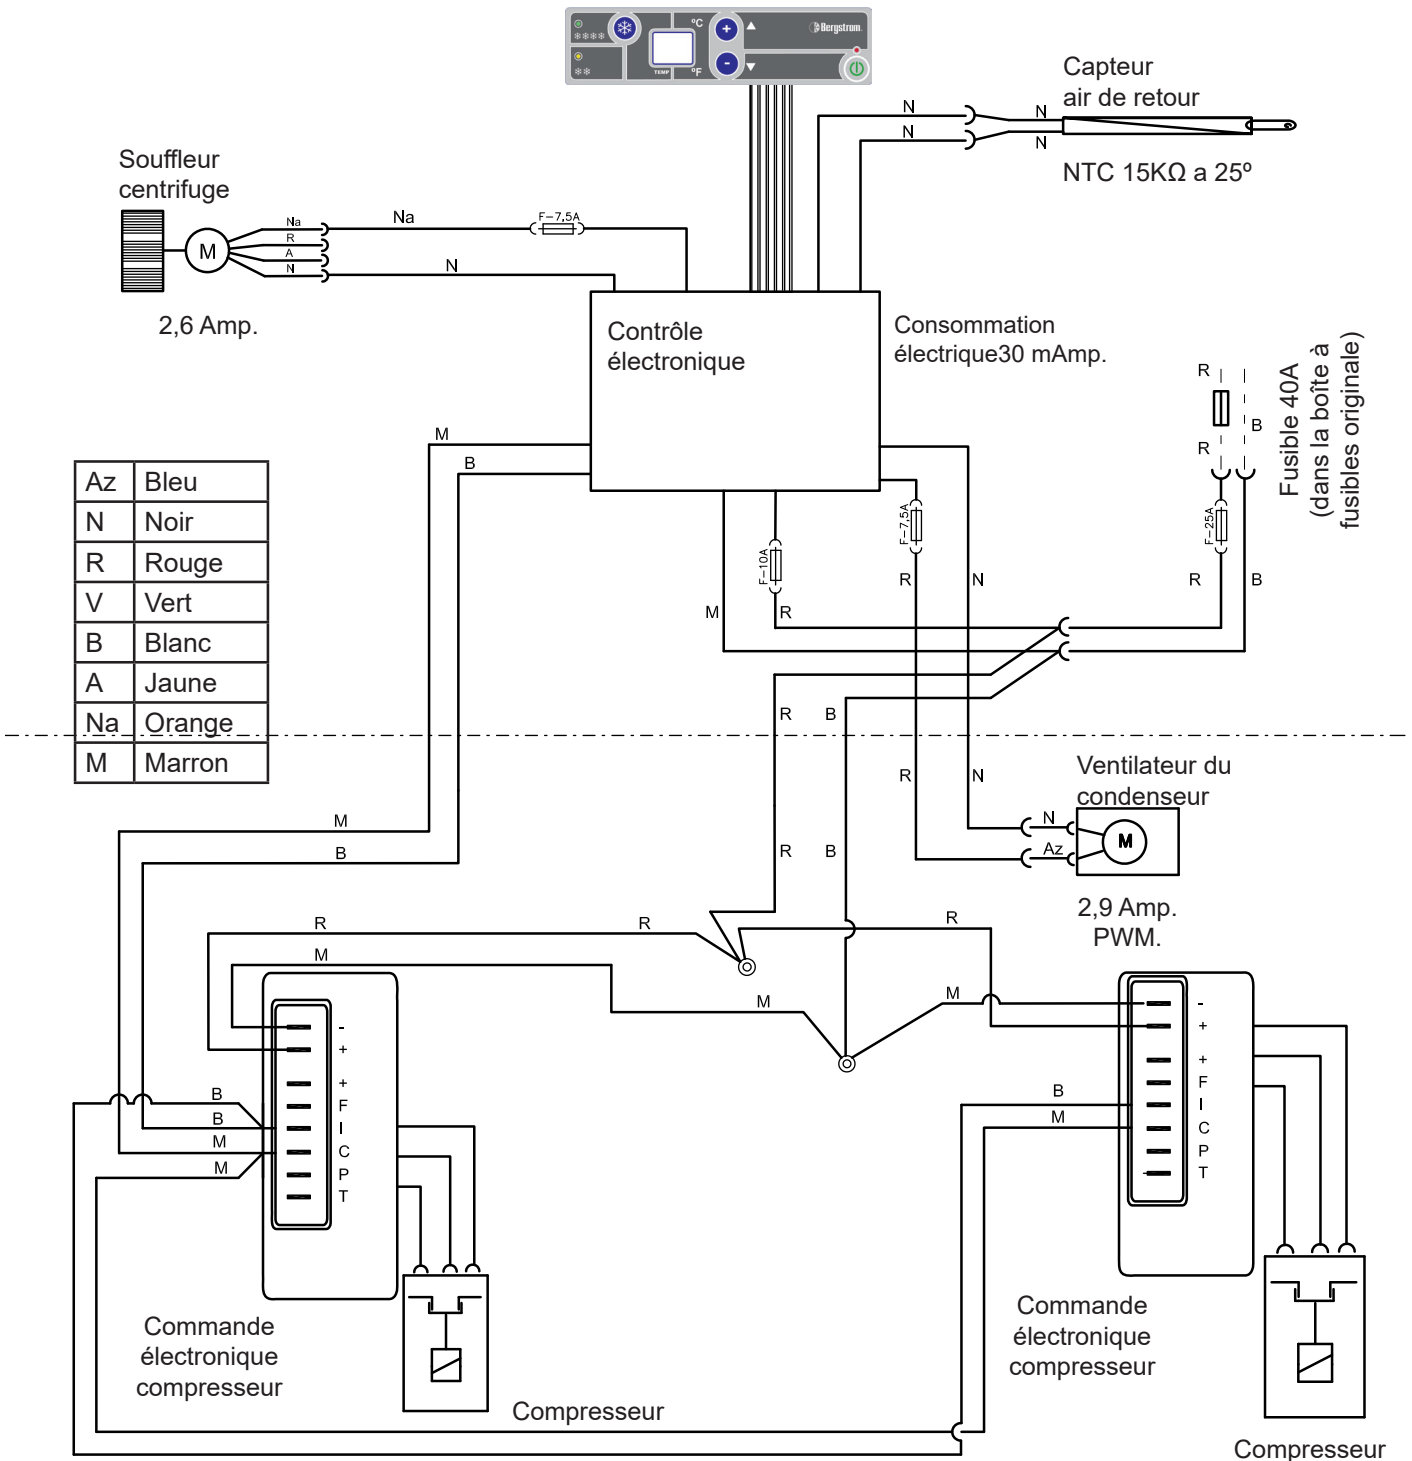 °C
Bergstrom
TEMP
°F
+
-
Capteur
air de retour
N
N
N
N
NTC 15KΩ a 25º
Souffleur
centrifuge
Na
R
A
N
Na
F-7,5A
N
M
2,6 Amp.
Contrôle
électronique
Consommation
électrique30 mAmp.
Fusible 40A
(dans la boîte à
fusibles originale)
R
B
R
M
B
Az Bleu
N Noir
R Rouge
V Vert
B Blanc
A Jaune
Na Orange
M Marron
F-10A
F-7,5A
F-25A
R
N
R
B
M
R
R
B
R
N
Ventilateur du
condenseur
N
Az
M
2,9 Amp.
PWM.
M
B
R
B
R
R
R
M
M
M
-
+
+
F
I
C
P
T
B
B
M
M
-
+
+
F
I
C
P
T
B
M
Commande
électronique
compresseur
Compresseur
Commande
électronique
compresseur
Compresseur